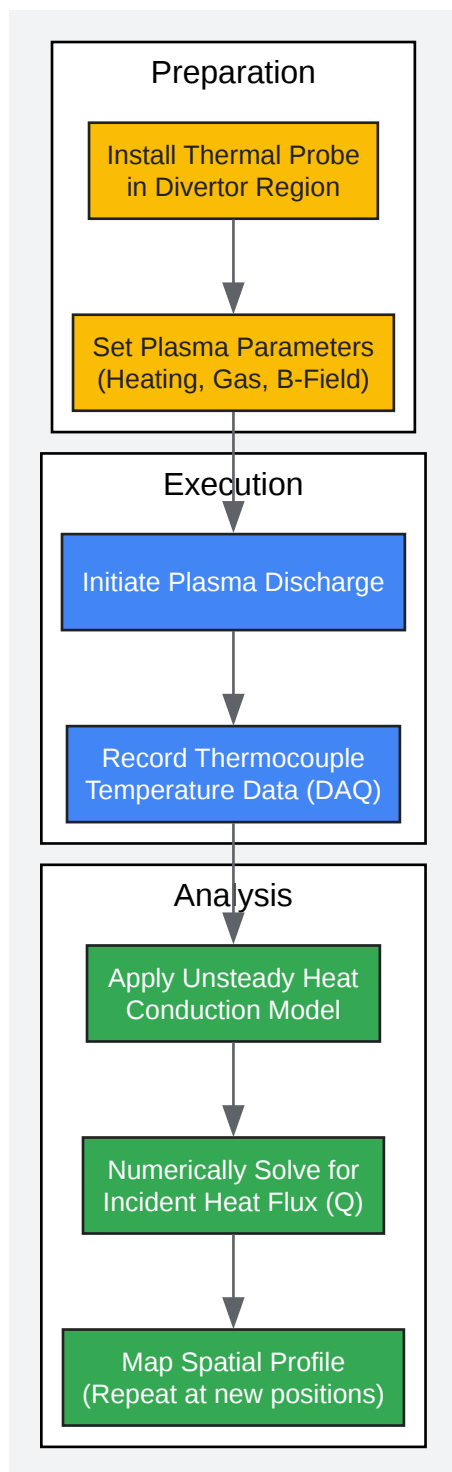 Preparation
Install Thermal Probe
in Divertor Region
Set Plasma Parameters
(Heating, Gas, B-Field)
Execution
Initiate Plasma Discharge
Record Thermocouple
Temperature Data (DAQ)
Analysis
Apply Unsteady Heat
Conduction Model
Numerically Solve for
Incident Heat Flux (Q)
Map Spatial Profile
(Repeat at new positions)